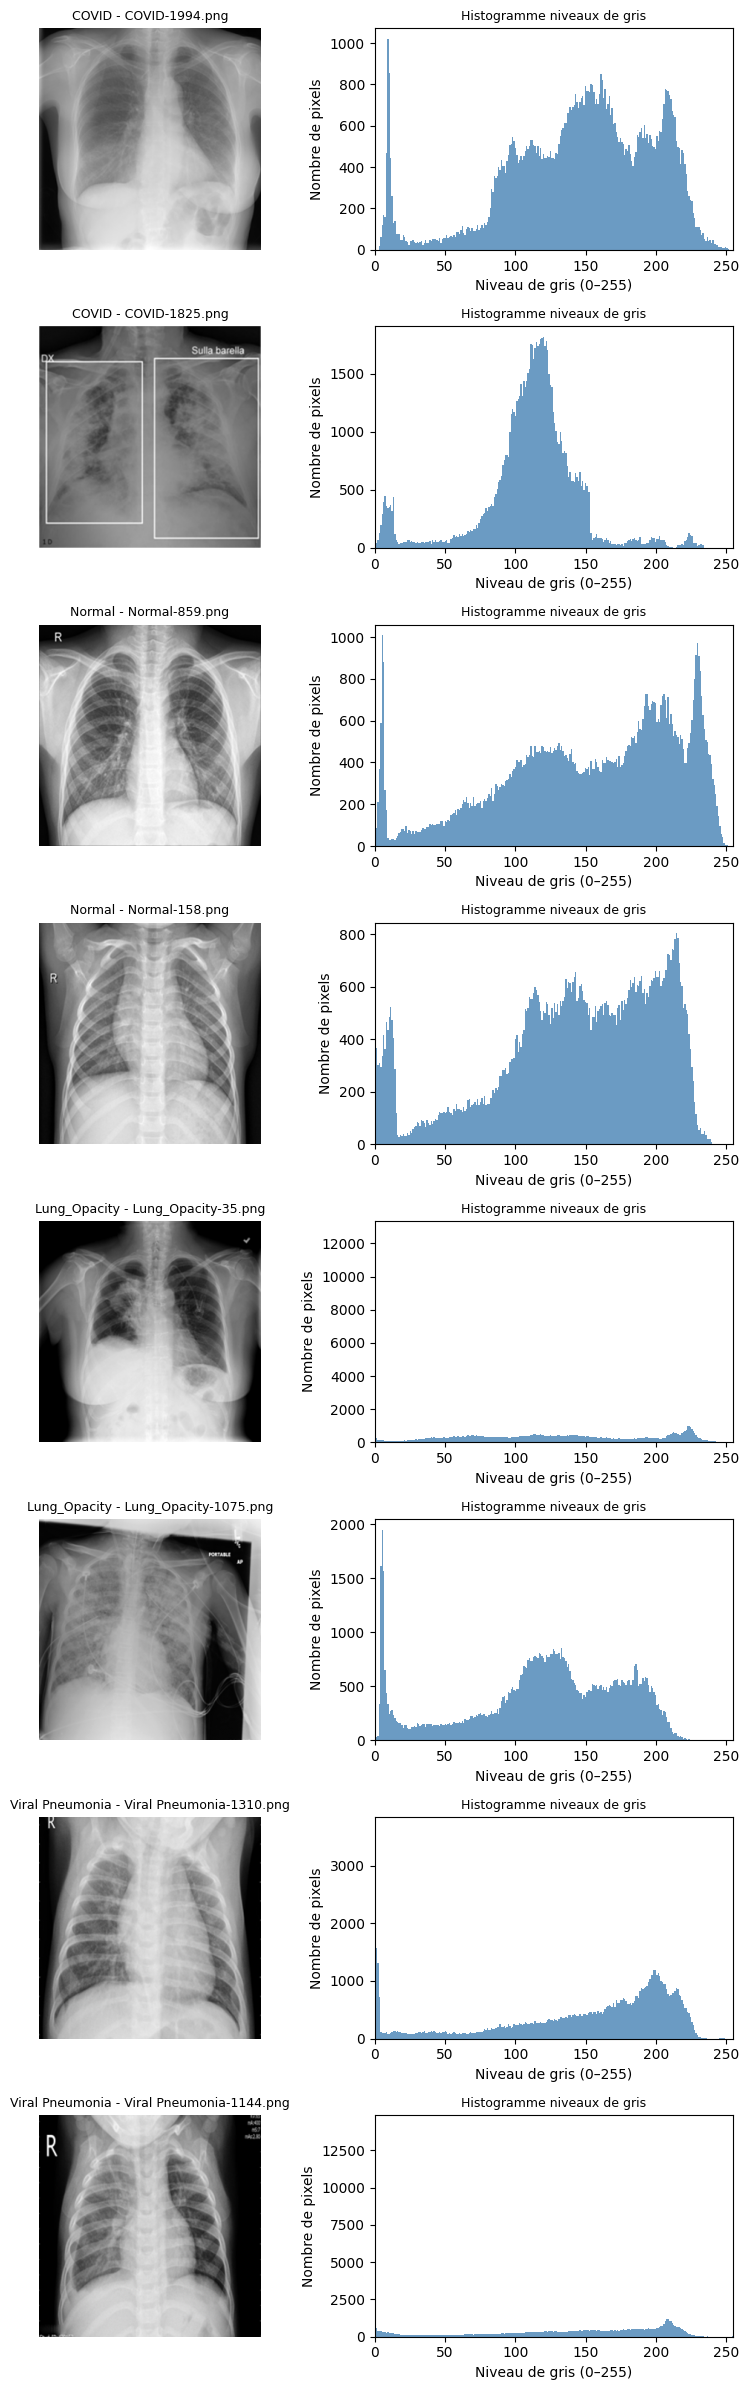 COVID - COVID-1994.png
Histogramme niveaux de gris
Nombre de pixels
1000
800
600
400
200
0
0 50 100 150 200 250
Niveau de gris (0–255)
COVID - COVID-1825.png
DX
Sulla barella
1 D
Histogramme niveaux de gris
Nombre de pixels
1500
1000
500
0
0 50 100 150 200 250
Niveau de gris (0–255)
Normal - Normal-859.png
R
Histogramme niveaux de gris
Nombre de pixels
1000
800
600
400
200
0
0 50 100 150 200 250
Niveau de gris (0–255)
Normal - Normal-158.png
R
Histogramme niveaux de gris
Nombre de pixels
800
600
400
200
0
0 50 100 150 200 250
Niveau de gris (0–255)
Lung_Opacity - Lung_Opacity-35.png
Histogramme niveaux de gris
Nombre de pixels
12000
10000
8000
6000
4000
2000
0
0 50 100 150 200 250
Niveau de gris (0–255)
Lung_Opacity - Lung_Opacity-1075.png
PORTABLE
AP
Histogramme niveaux de gris
Nombre de pixels
2000
1500
1000
500
0
0 50 100 150 200 250
Niveau de gris (0–255)
Viral Pneumonia - Viral Pneumonia-1310.png
R
Histogramme niveaux de gris
Nombre de pixels
3000
2000
1000
0
0 50 100 150 200 250
Niveau de gris (0–255)
Viral Pneumonia - Viral Pneumonia-1144.png
R
Histogramme niveaux de gris
Nombre de pixels
12500
10000
7500
5000
2500
0
0 50 100 150 200 250
Niveau de gris (0–255)